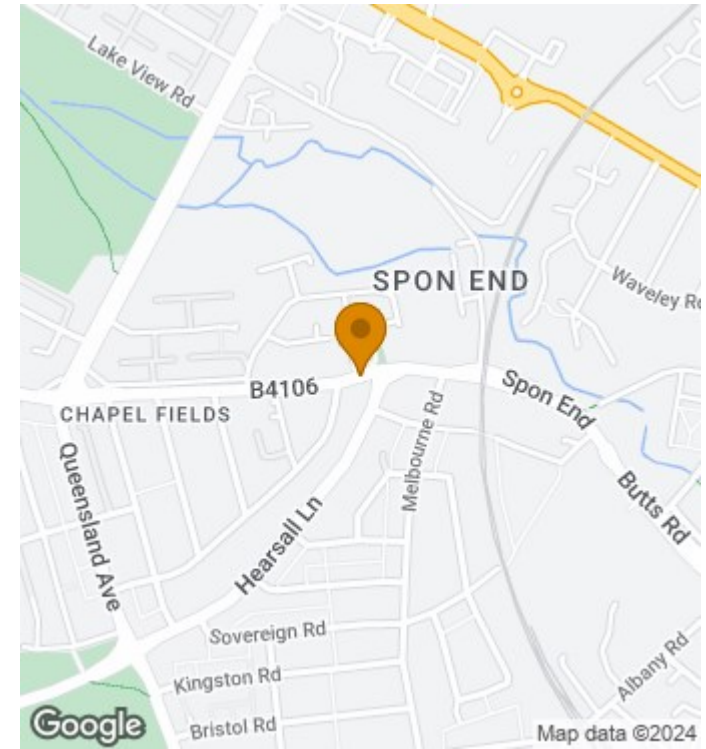 Lake View Rd
SPON END
Waveley Rd
B4106
Spon End
CHAPEL FIELDS
Melbourne Rd
Queensland Ave
Hearsall Ln
Butts Rd
Sovereign Rd
Albany Rd
Kingston Rd
Bristol Rd
Google
Map data ©2024